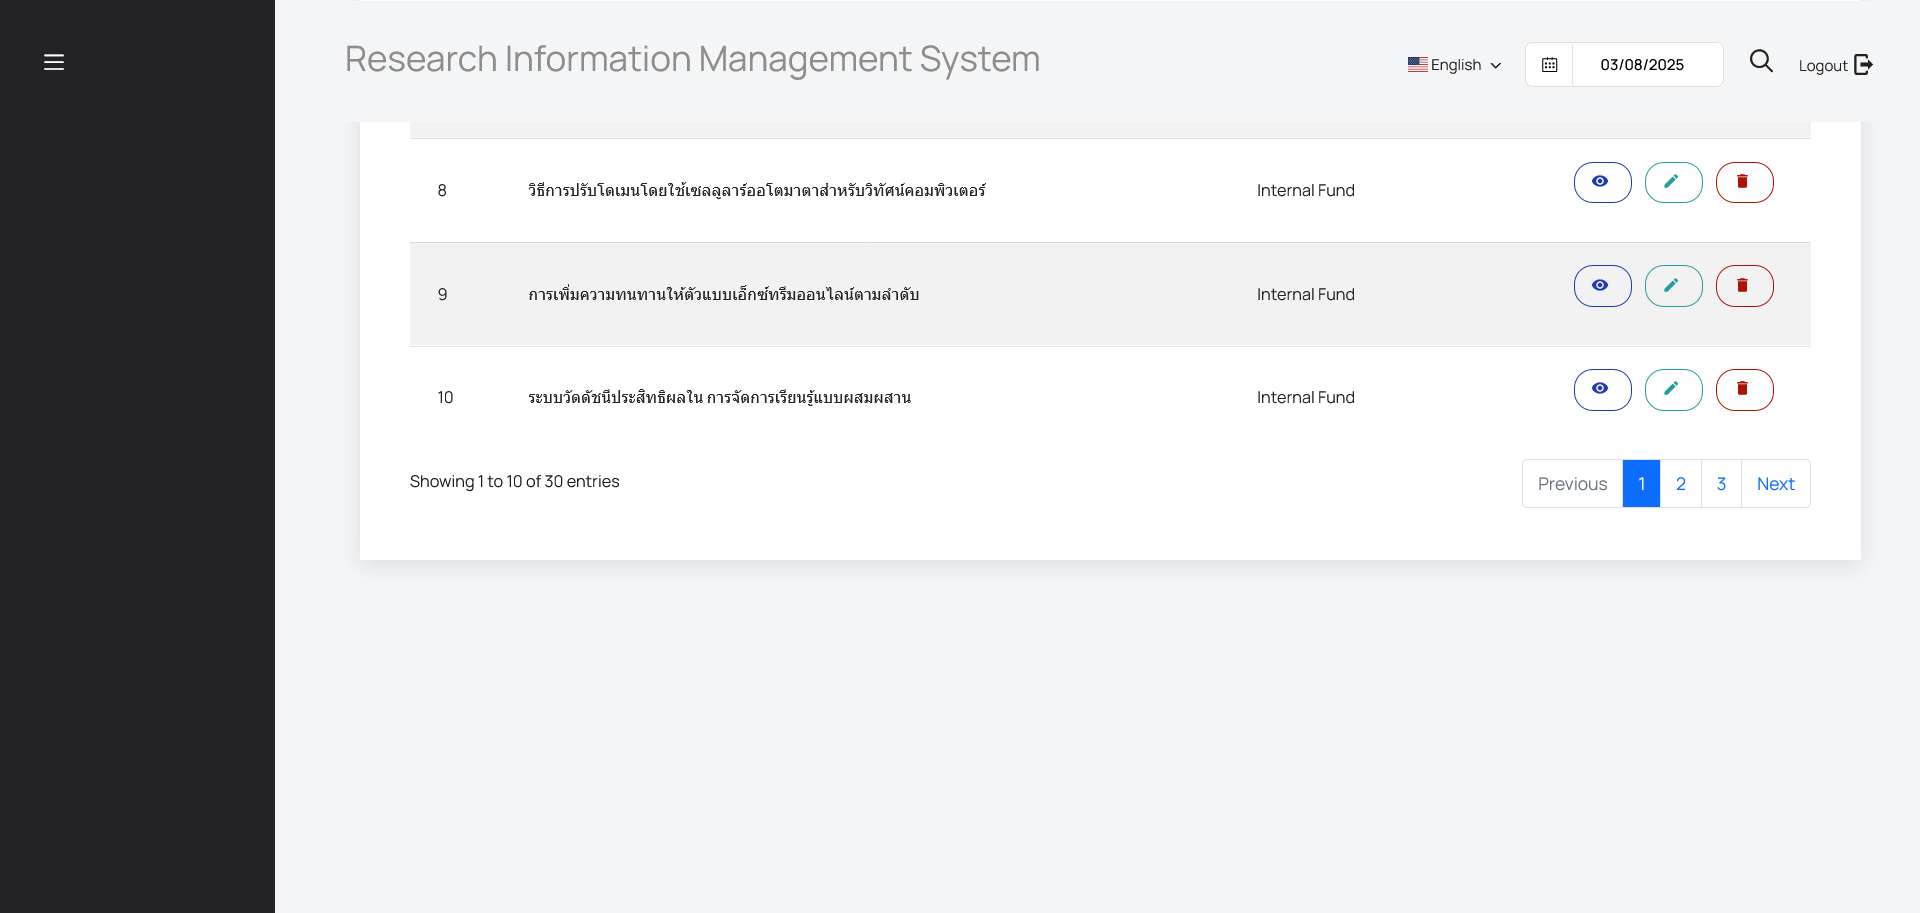 Research Information Management System
English
03/08/2025
Logout
8 วิธีการปรับโดเมนโดยใช้เซลลูลาร์ออโตมาตาสำหรับวิทัศน์คอมพิวเตอร์ Internal Fund
9 การเพิ่มความทนทานให้ตัวแบบเอ็กซ์ทรีมออนไลน์ตามลำดับ Internal Fund
10 ระบบวัดดัชนีประสิทธิผลใน การจัดการเรียนรู้แบบผสมผสาน Internal Fund
Showing 1 to 10 of 30 entries
Previous 1 2 3 Next